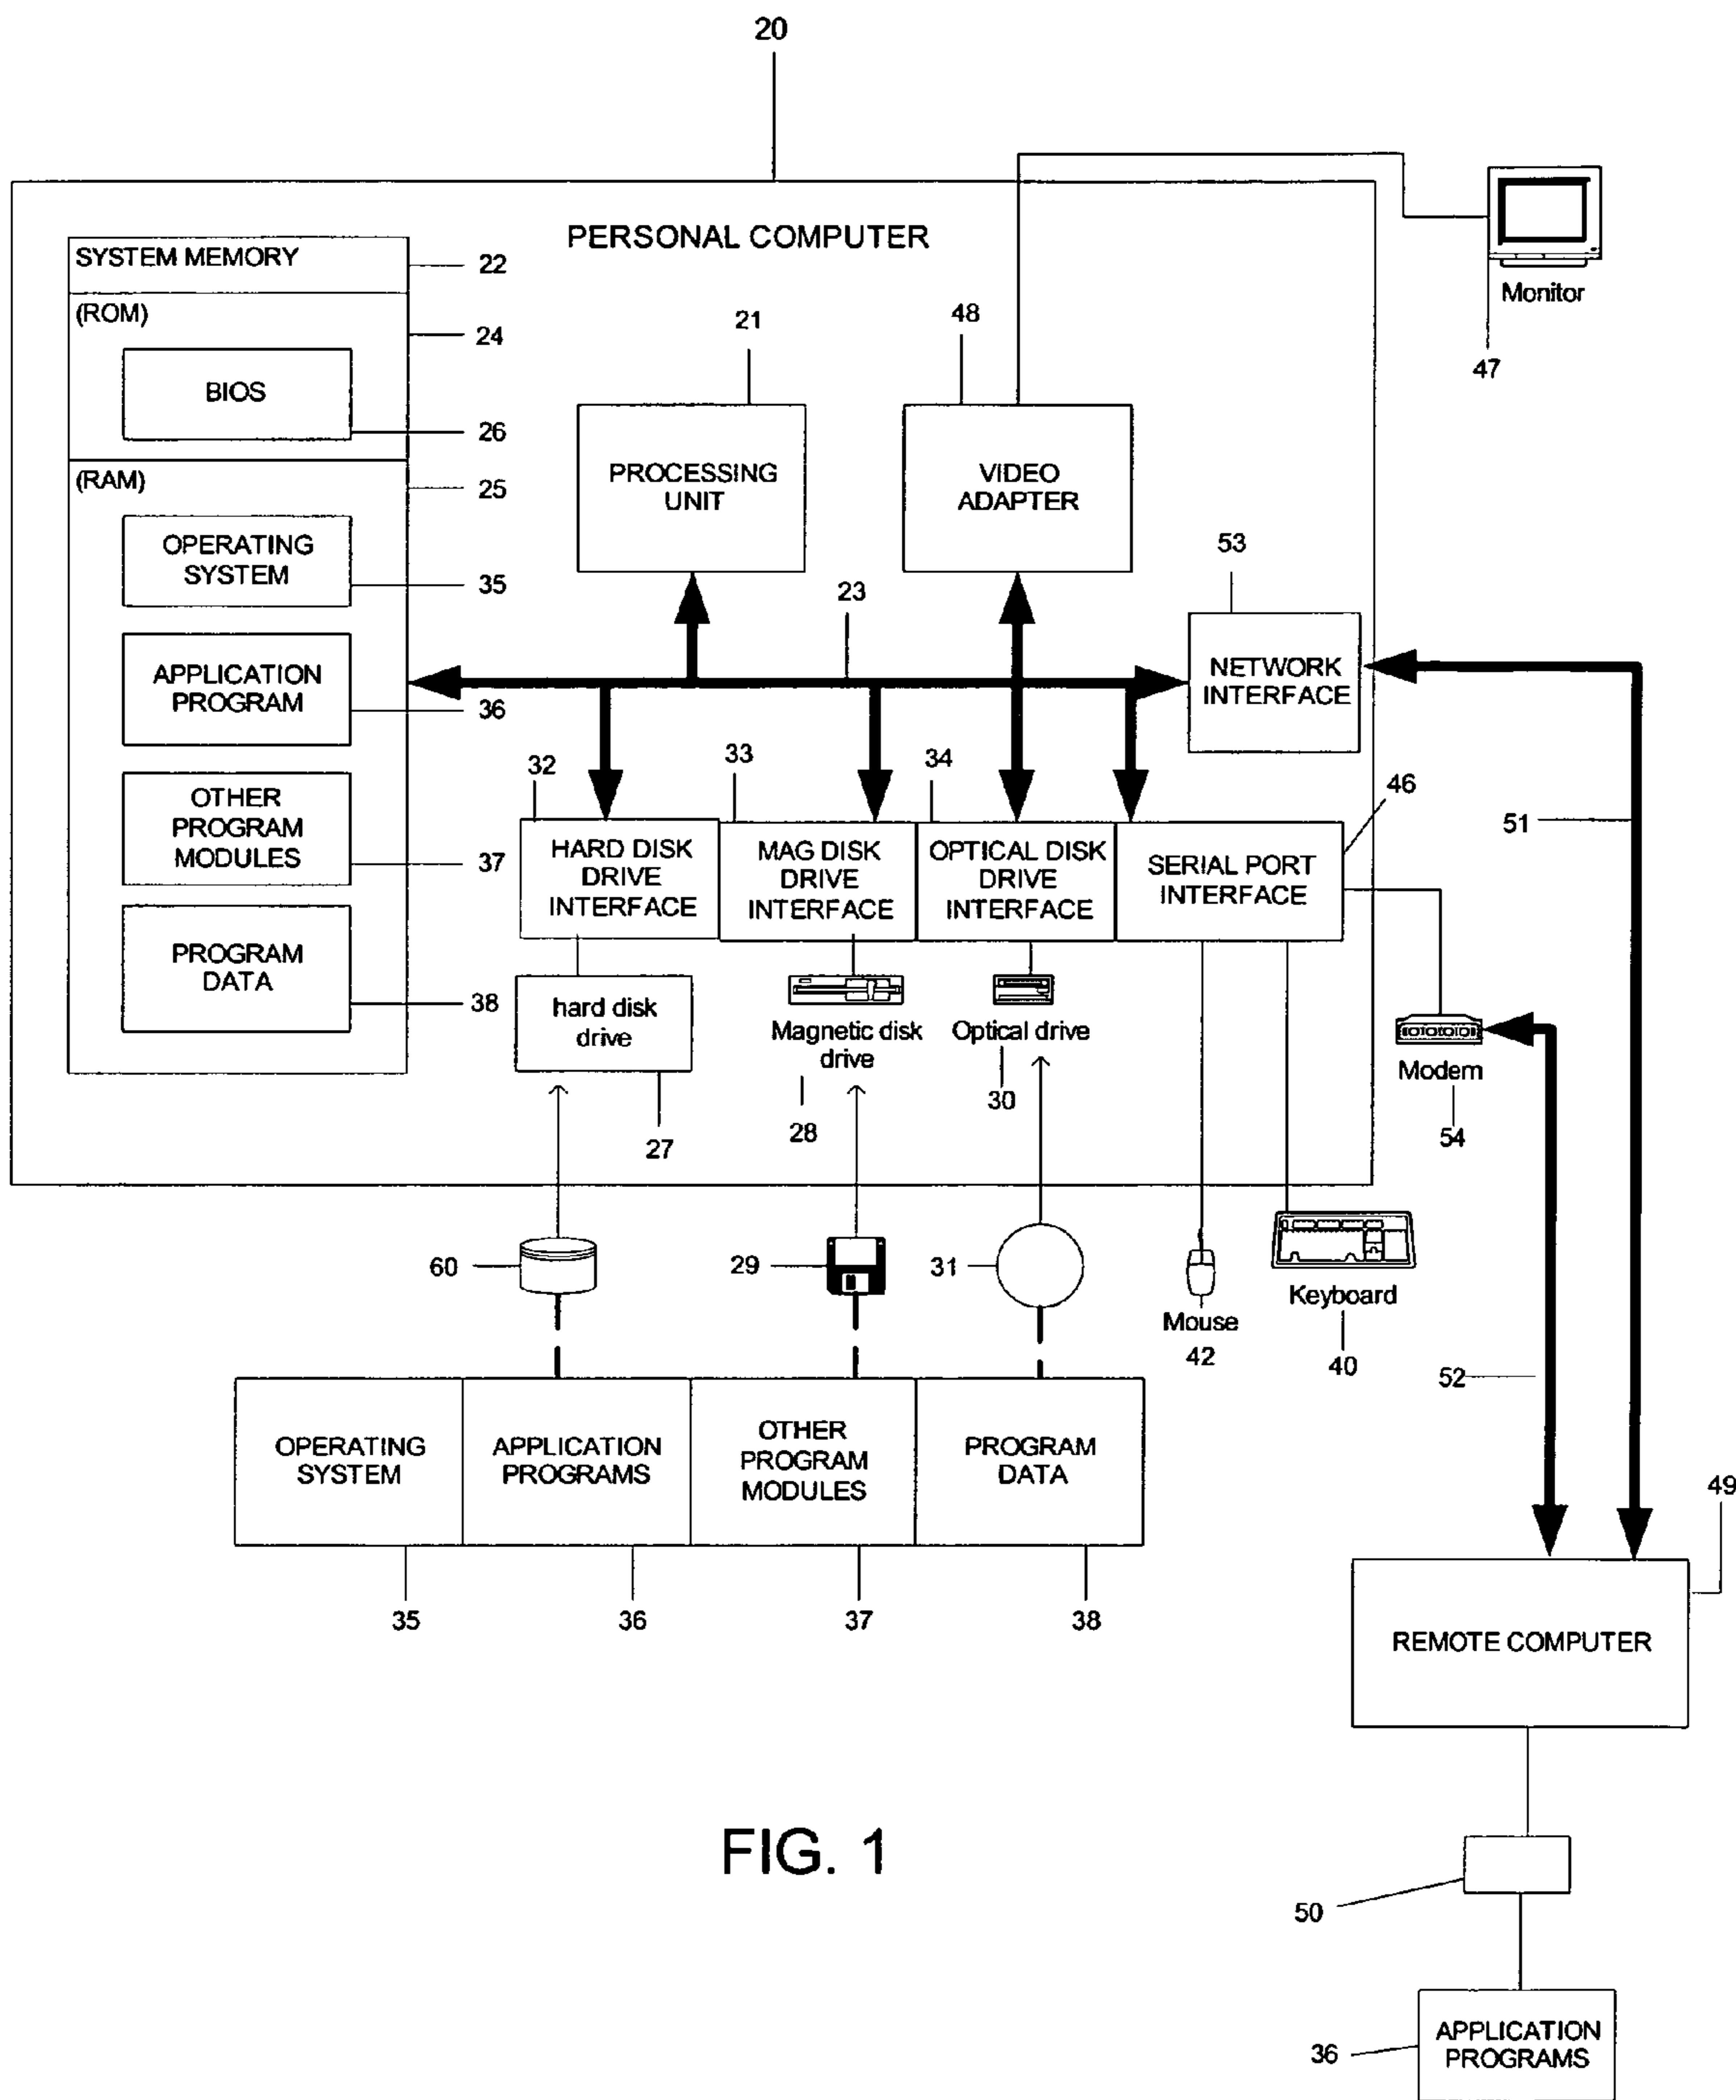 20
PERSONAL COMPUTER
SYSTEM MEMORY
22
(ROM)
24
BIOS
26
(RAM)
25
OPERATING
SYSTEM
35
APPLICATION
PROGRAM
36
OTHER
PROGRAM
MODULES
37
PROGRAM
DATA
38
21
PROCESSING
UNIT
48
VIDEO
ADAPTER
Monitor
47
23
53
NETWORK
INTERFACE
32
HARD DISK
DRIVE
INTERFACE
33
MAG DISK
DRIVE
INTERFACE
34
OPTICAL DISK
DRIVE
INTERFACE
46
SERIAL PORT
INTERFACE
51
hard disk
drive
27
Magnetic disk
drive
28
Optical drive
30
Modem
54
60
29
31
Mouse
42
Keyboard
40
52
OPERATING
SYSTEM
APPLICATION
PROGRAMS
OTHER
PROGRAM
MODULES
PROGRAM
DATA
35
36
37
38
49
REMOTE COMPUTER
FIG. 1
50
36
APPLICATION
PROGRAMS